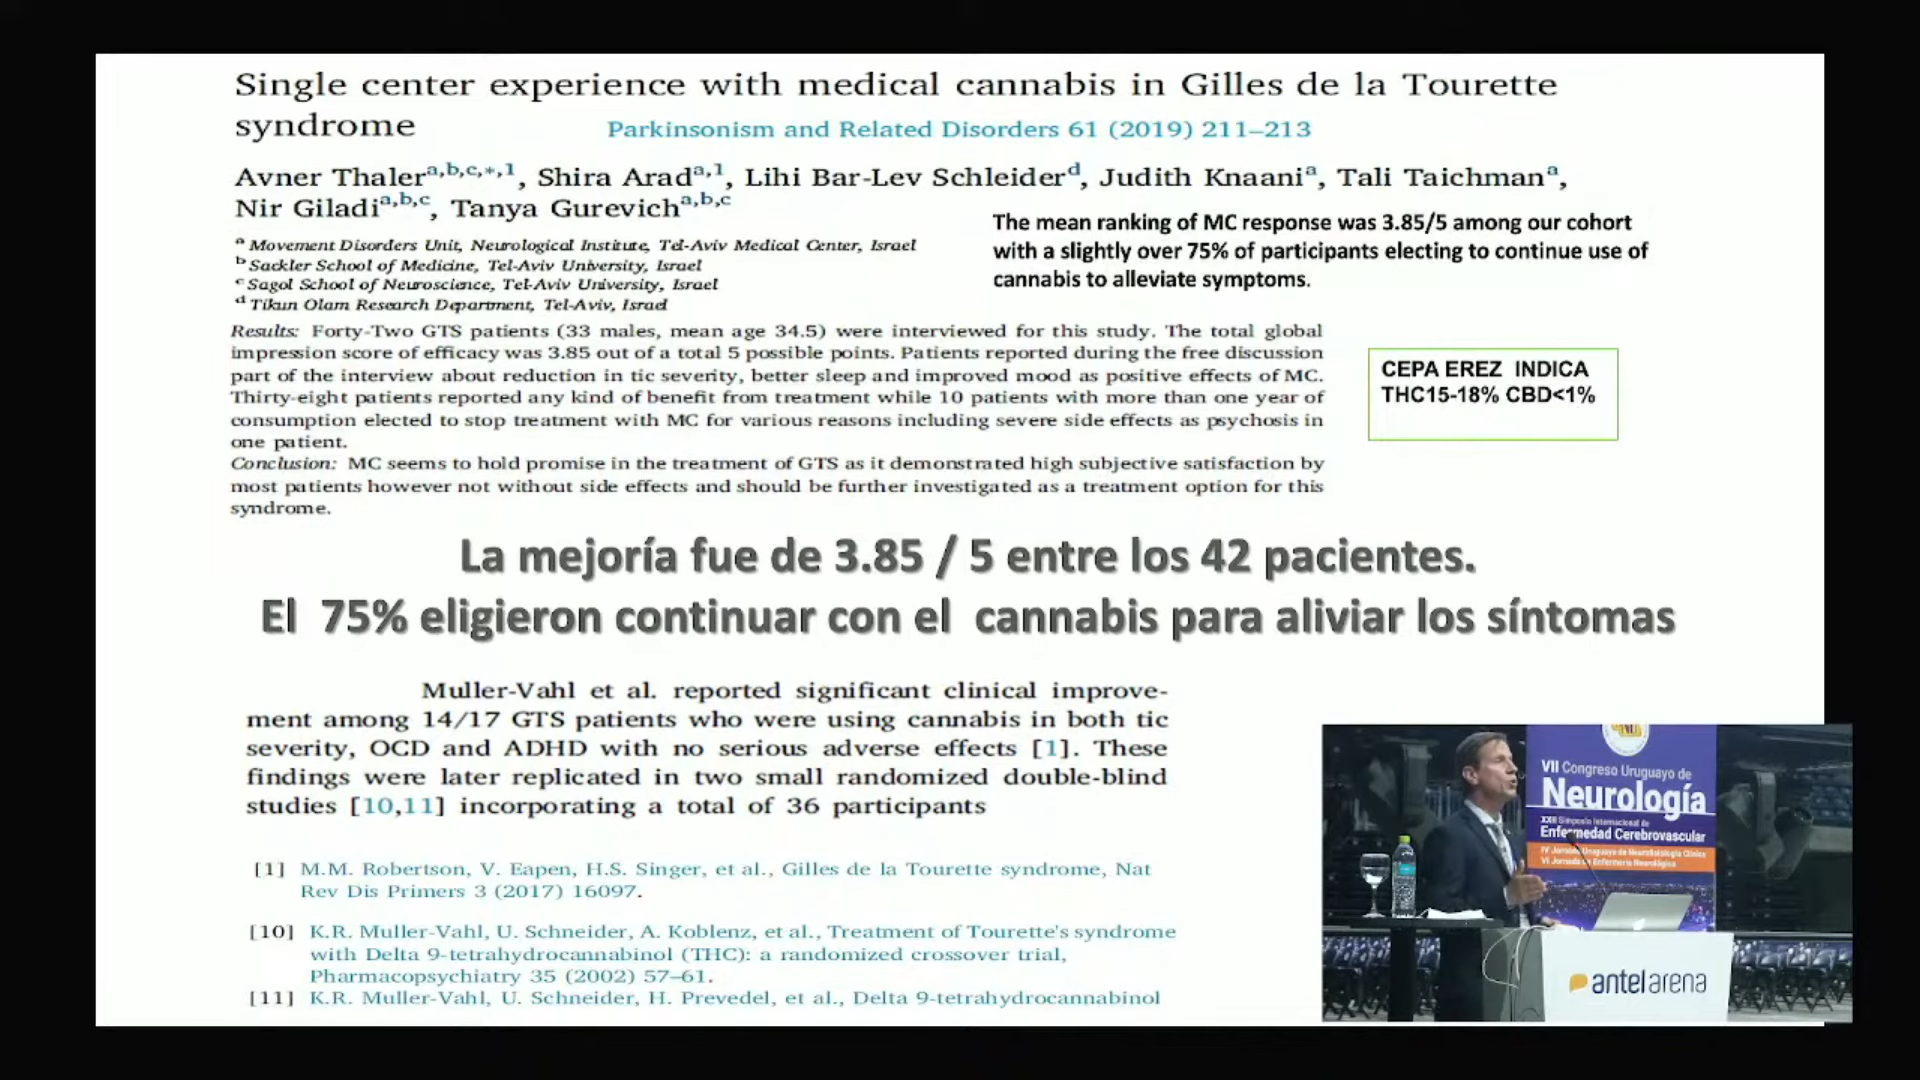 Single center experience with medical cannabis in Gilles de la Tourette
syndrome
Parkinsonism and Related Disorders 61 (2019) 211–213
Avner Thaler a,b,c,*,1, Shira Arad a,1, Lihi Bar-Lev Schleider d, Judith Knaani a, Tali Taichman a,
Nir Giladi a,b,c, Tanya Gurevich a,b,c
a Movement Disorders Unit, Neurological Institute, Tel-Aviv Medical Center, Israel
b Sackler School of Medicine, Tel-Aviv University, Israel
c Sagol School of Neuroscience, Tel-Aviv University, Israel
d Tikun Olam Research Department, Tel-Aviv, Israel
The mean ranking of MC response was 3.85/5 among our cohort
with a slightly over 75% of participants electing to continue use of
cannabis to alleviate symptoms.
Results: Forty-Two GTS patients (33 males, mean age 34.5) were interviewed for this study. The total global
impression score of efficacy was 3.85 out of a total 5 possible points. Patients reported during the free discussion
part of the interview about reduction in tic severity, better sleep and improved mood as positive effects of MC.
Thirty-eight patients reported any kind of benefit from treatment while 10 patients with more than one year of
consumption elected to stop treatment with MC for various reasons including severe side effects as psychosis in
one patient.
Conclusion: MC seems to hold promise in the treatment of GTS as it demonstrated high subjective satisfaction by
most patients however not without side effects and should be further investigated as a treatment option for this
syndrome.
CEPA EREZ INDICA
THC15-18% CBD<1%
La mejoría fue de 3.85 / 5 entre los 42 pacientes.
El 75% eligieron continuar con el cannabis para aliviar los síntomas
Muller-Vahl et al. reported significant clinical improve-
ment among 14/17 GTS patients who were using cannabis in both tic
severity, OCD and ADHD with no serious adverse effects [1]. These
findings were later replicated in two small randomized double-blind
studies [10,11] incorporating a total of 36 participants
[1] M.M. Robertson, V. Eapen, H.S. Singer, et al., Gilles de la Tourette syndrome, Nat
Rev Dis Primers 3 (2017) 16097.
[10] K.R. Muller-Vahl, U. Schneider, A. Koblenz, et al., Treatment of Tourette's syndrome
with Delta 9-tetrahydrocannabinol (THC): a randomized crossover trial,
Pharmacopsychiatry 35 (2002) 57–61.
[11] K.R. Muller-Vahl, U. Schneider, H. Prevedel, et al., Delta 9-tetrahydrocannabinol
VII Congreso Uruguayo de
Neurología
XXII Simposio Internacional de
Enfermedad Cerebrovascular
IV Jornada Uruguaya de Neurofisiología Clínica
VI Jornada de Enfermería Neurológica
antel arena